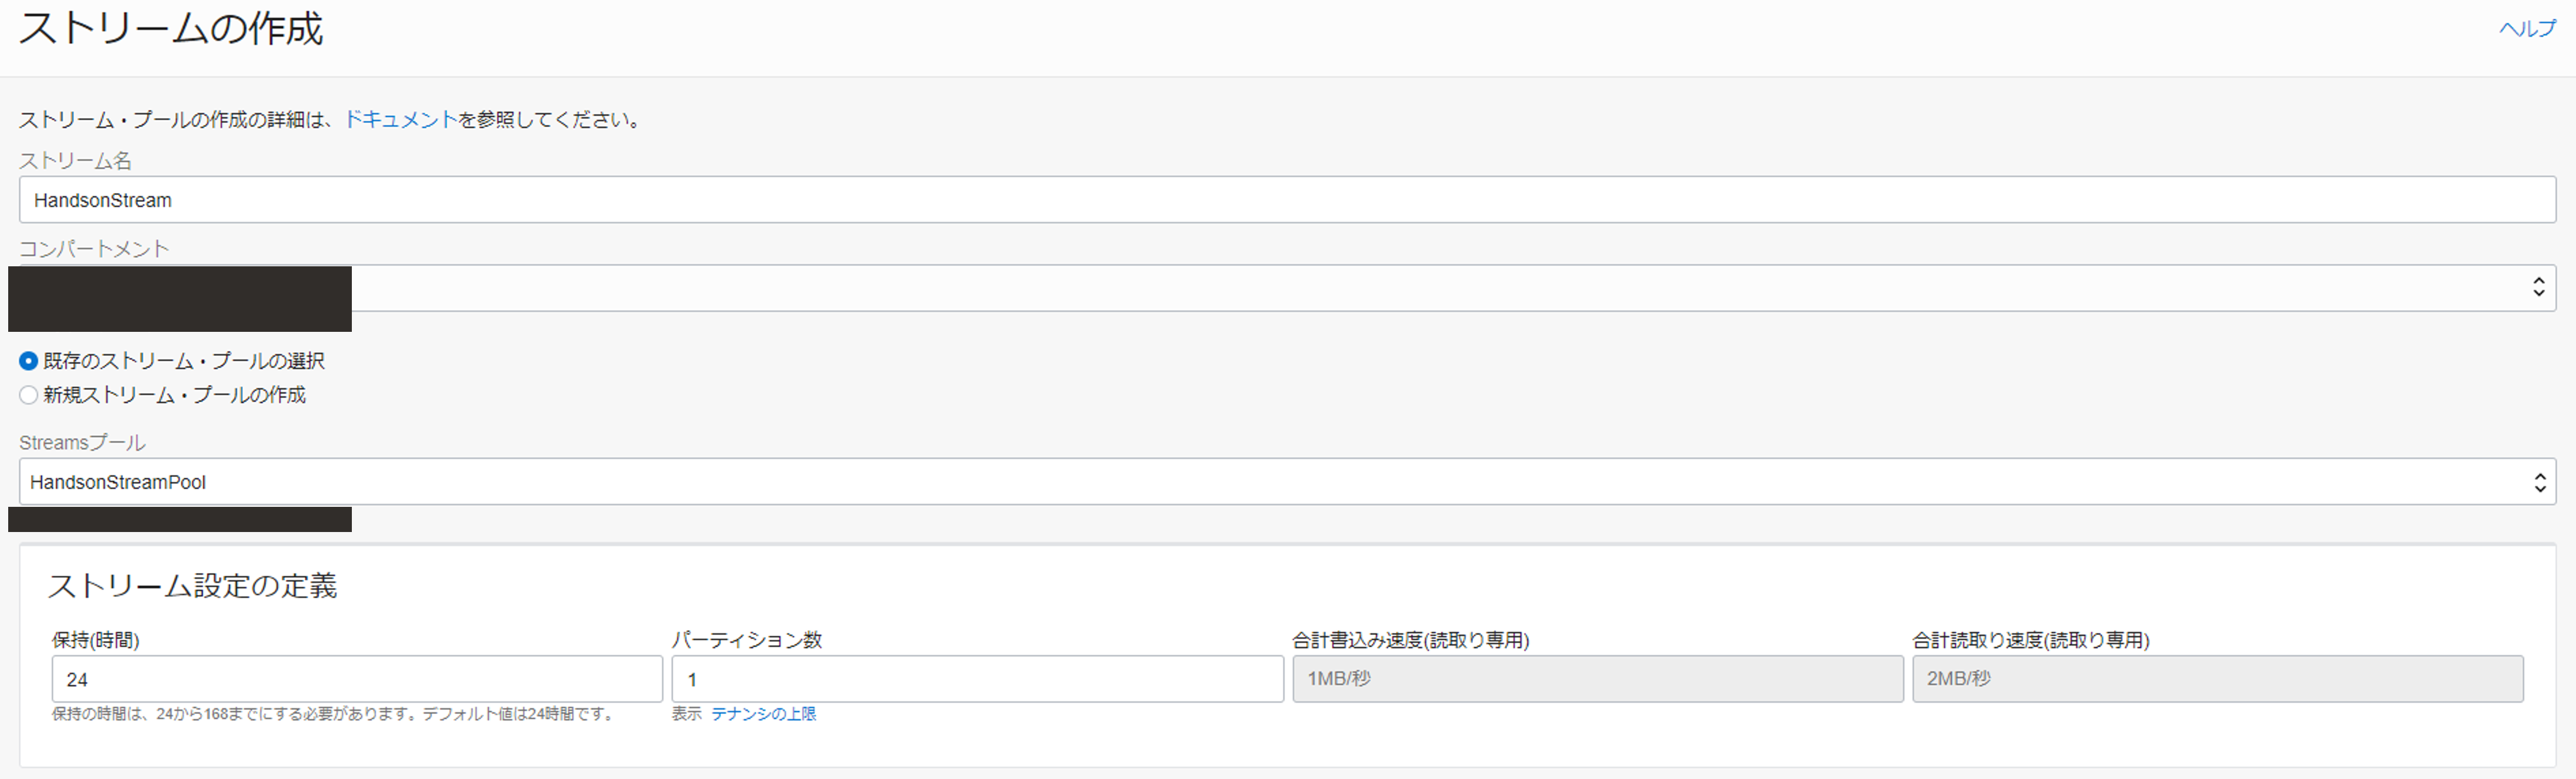 ストリームの作成
ヘルプ
ストリーム・プールの作成の詳細は、ドキュメントを参照してください。
ストリーム名
HandsonStream
コンパートメント
既存のストリーム・プールの選択
新規ストリーム・プールの作成
Streamsプール
HandsonStreamPool
ストリーム設定の定義
保持(時間)
24
保持の時間は、24から168までにする必要があります。デフォルト値は24時間です。
パーティション数
1
表示 テナンシの上限
合計書込み速度(読取り専用)
1MB/秒
合計読取り速度(読取り専用)
2MB/秒